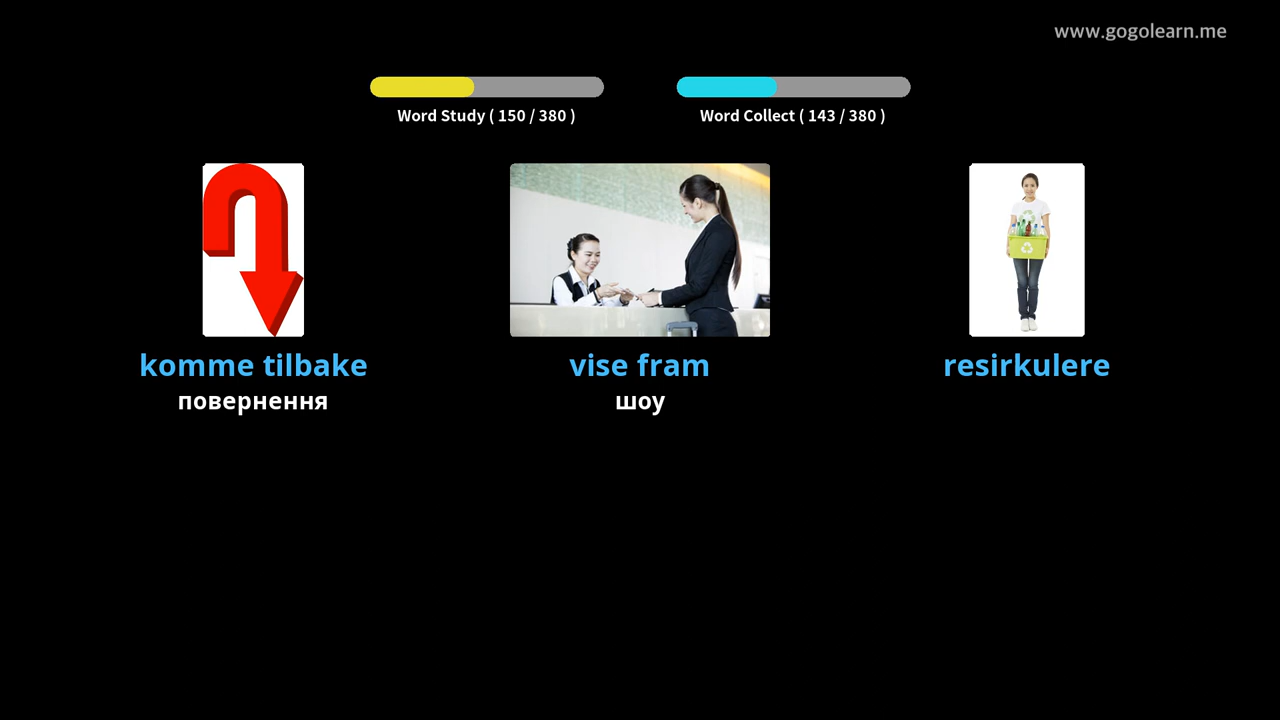 www.gogolearn.me
Word Study ( 150 / 380 )
Word Collect ( 143 / 380 )
komme tilbake
vise fram
resirkulere
повернення
шоу